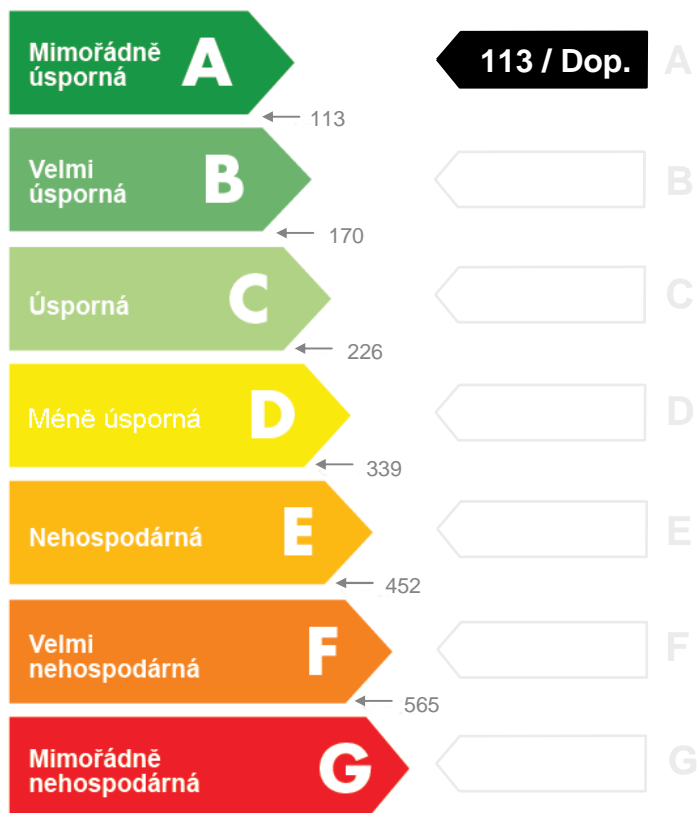 Mimořádně
úsporná
A
113 / Dop.
A
113
Velmi
úsporná
B
B
170
Úsporná
C
C
226
Méně úsporná
D
D
339
Nehospodárná
E
E
452
Velmi
nehospodárná
F
F
565
Mimořádně
nehospodárná
G
G